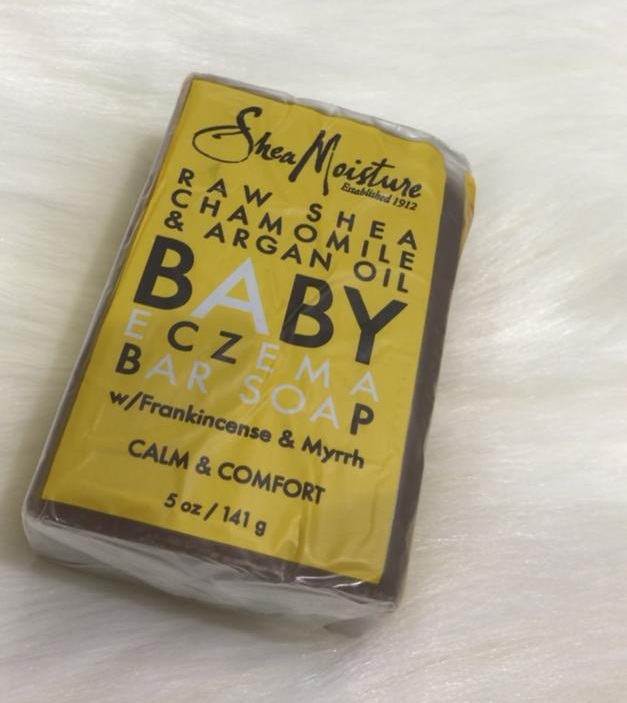 SheaMoisture
Established 1912
RAW SHEA
CHAMOMILE
& ARGAN OIL
BABY
ECZEMA
BAR SOAP
w/Frankincense & Myrrh
CALM & COMFORT
5 oz / 141 g